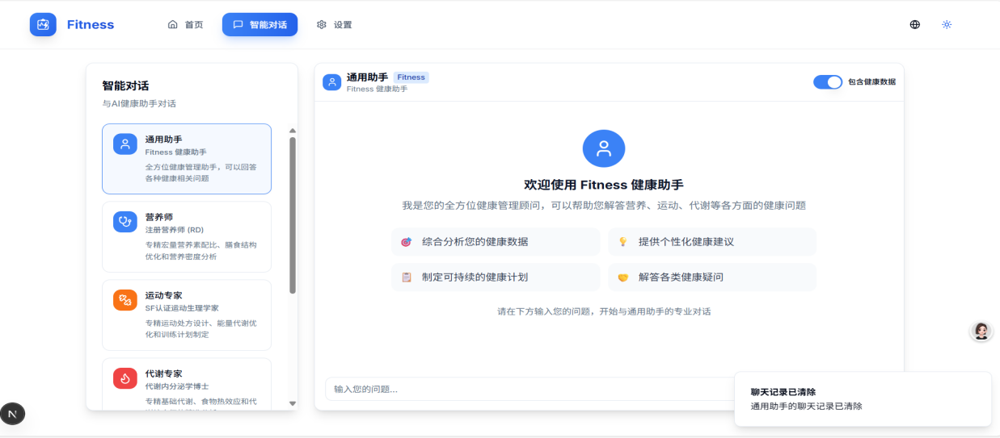 Fitness
首页
智能对话
设置
智能对话
与AI健康助手对话
通用助手
Fitness 健康助手
全方位健康管理助手，可以回答
各种健康相关问题
营养师
注册营养师 (RD)
专精宏量营养素配比、膳食结构
优化和营养密度分析
运动专家
SF认证运动生理学家
专精运动处方设计、能量代谢优
化和训练计划制定
代谢专家
代谢内分泌学博士
专精基础代谢、食物热效应和代
通用助手 Fitness
Fitness 健康助手
包含健康数据
欢迎使用 Fitness 健康助手
我是您的全方位健康管理顾问，可以帮助您解答营养、运动、代谢等各方面的健康问题
综合分析您的健康数据
提供个性化健康建议
制定可持续的健康计划
解答各类健康疑问
请在下方输入您的问题，开始与通用助手的专业对话
输入您的问题...
聊天记录已清除
通用助手的聊天记录已清除
N